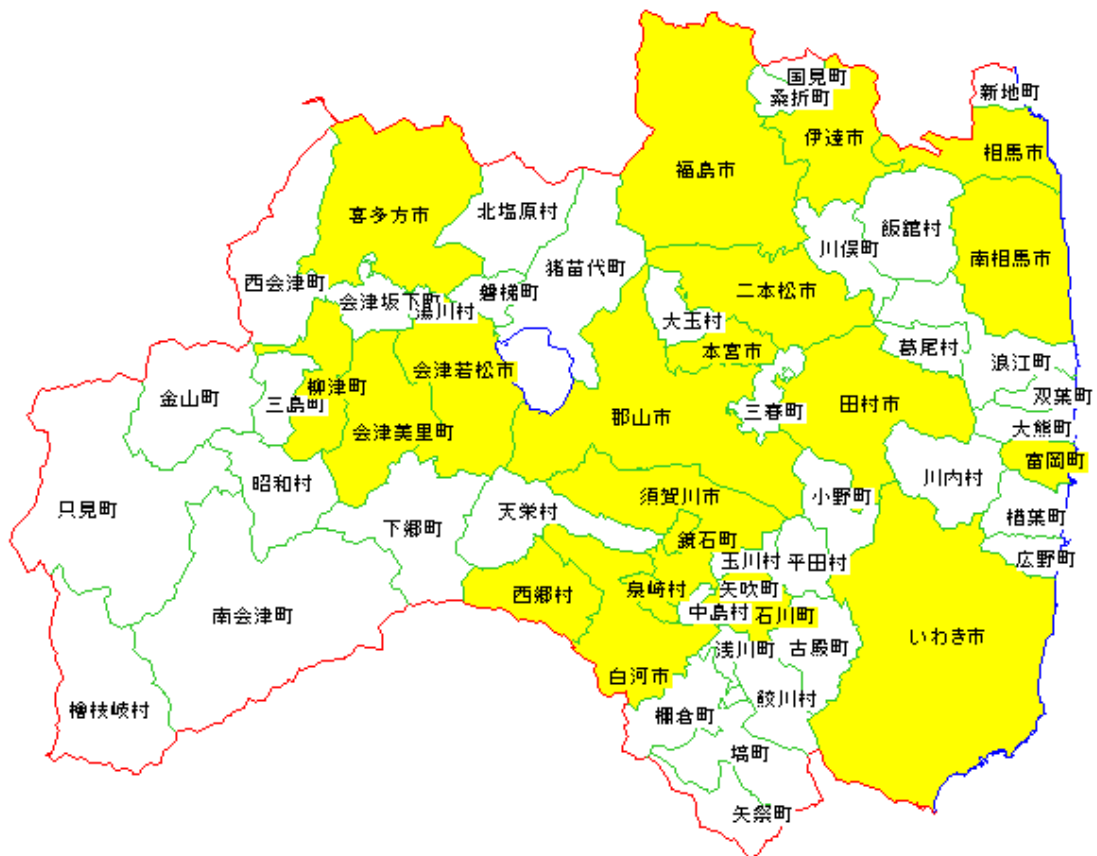 国見町
新地町
桑折町
伊達市
相馬市
福島市
喜多方市
北塩原村
飯舘村
川俣町
南相馬市
猪苗代町
西会津町
磐梯町
二本松市
会津坂下町
湯川村
大玉村
葛尾村
本宮市
浪江町
会津若松市
柳津町
双葉町
金山町
三島町
三春町
田村市
郡山市
大熊町
会津美里町
富岡町
川内村
昭和村
須賀川市
小野町
只見町
天栄村
楢葉町
下郷町
鏡石町
玉川村
平田村
広野町
西郷村
泉崎村
矢吹町
南会津町
中島村
石川町
いわき市
浅川町
古殿町
白河市
鮫川村
檜枝岐村
棚倉町
塙町
矢祭町